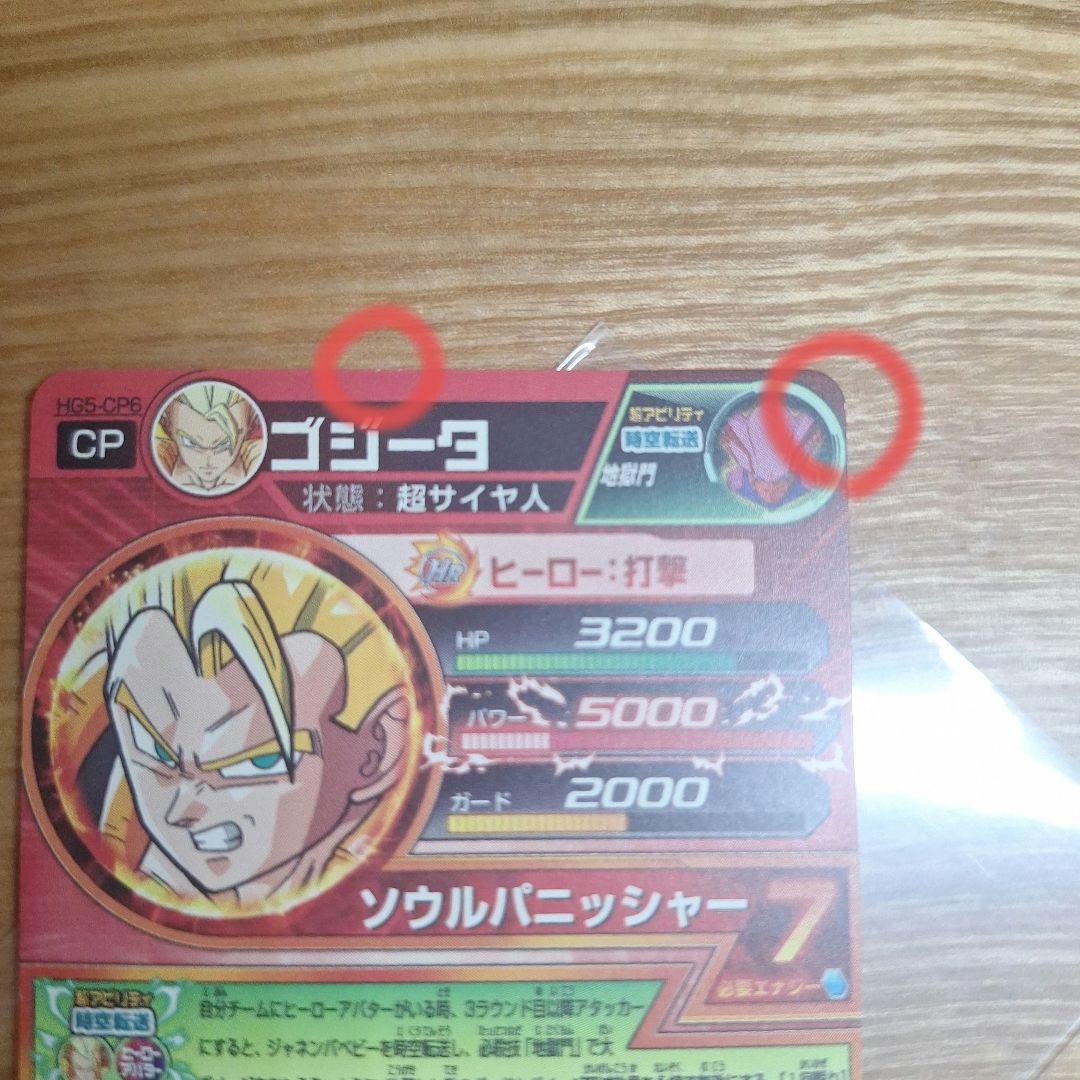 HG5-CP6
CP
ゴジータ
状態：超サイヤ人
超アビリティ
時空転送
地獄門
HR
ヒーロー：打撃
HP 3200
パワー 5000
ガード 2000
ソウルパニッシャー
7
必要エナジー
超アビリティ
時空転送
ヒーローアバター
自分チームにヒーローアバターがいる時、3ラウンド目以降アタッカー
にすると、ジャネンバベビーを時空転送し、必殺技「地獄門」で大